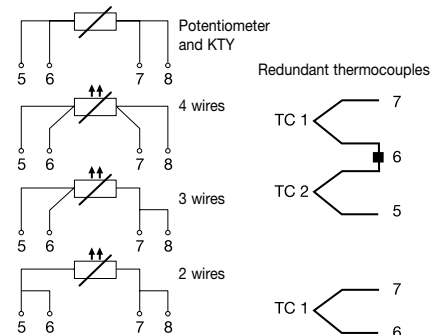 Potentiometer
and KTY
5 6 7 8
4 wires
5 6 7 8
3 wires
5 6 7 8
2 wires
5 6 7 8
Redundant thermocouples
7
TC 1
6
TC 2
5
7
TC 1
6